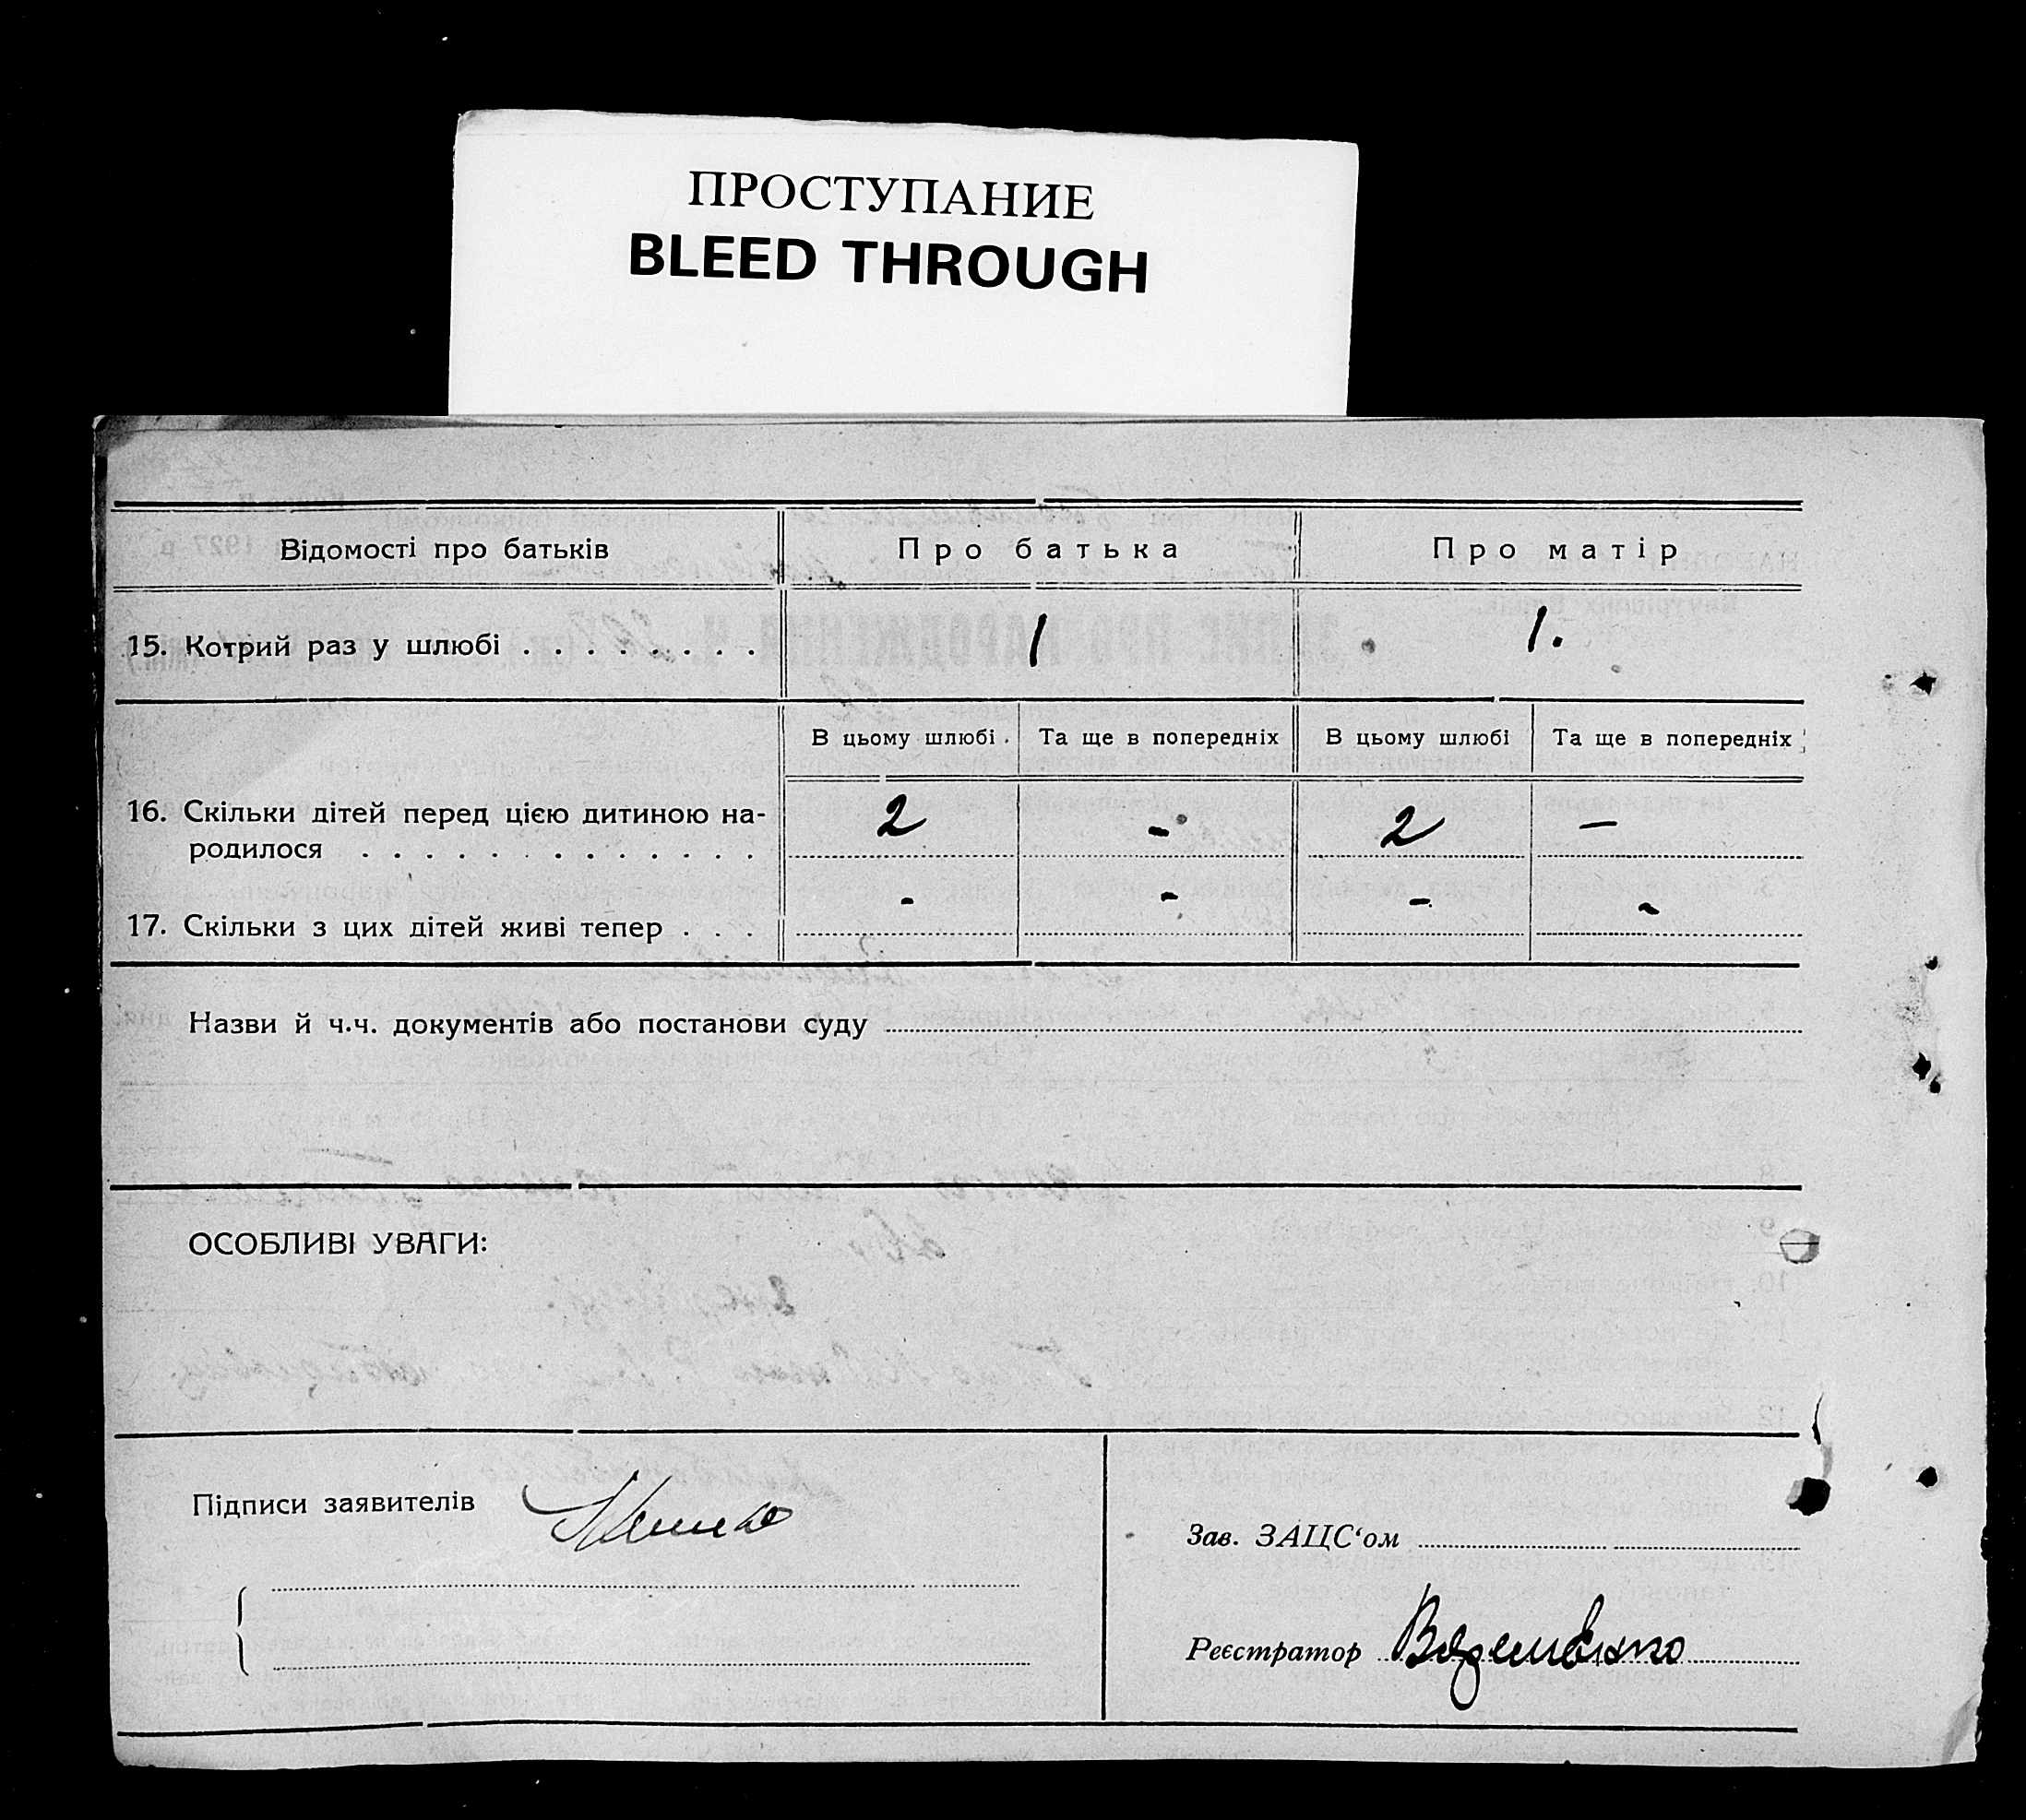 ПРОСТУПАНИЕ
BLEED THROUGH
Відомості про батьків Про батька Про матір
15. Котрий раз у шлюбі . . . . . . . . 1 1.
В цьому шлюбі . Та ще в попередніх В цьому шлюбі Та ще в попередніх
16. Скільки дітей перед цією дитиною на- 2 - 2 —
родилося . . . . . . . . . . . . .
17. Скільки з цих дітей живі тепер . . . - - - -
Назви й ч.ч. документів або постанови суду
ОСОБЛИВІ УВАГИ:
Підписи заявителів
Зав. ЗАЦС‘ом
Реєстратор